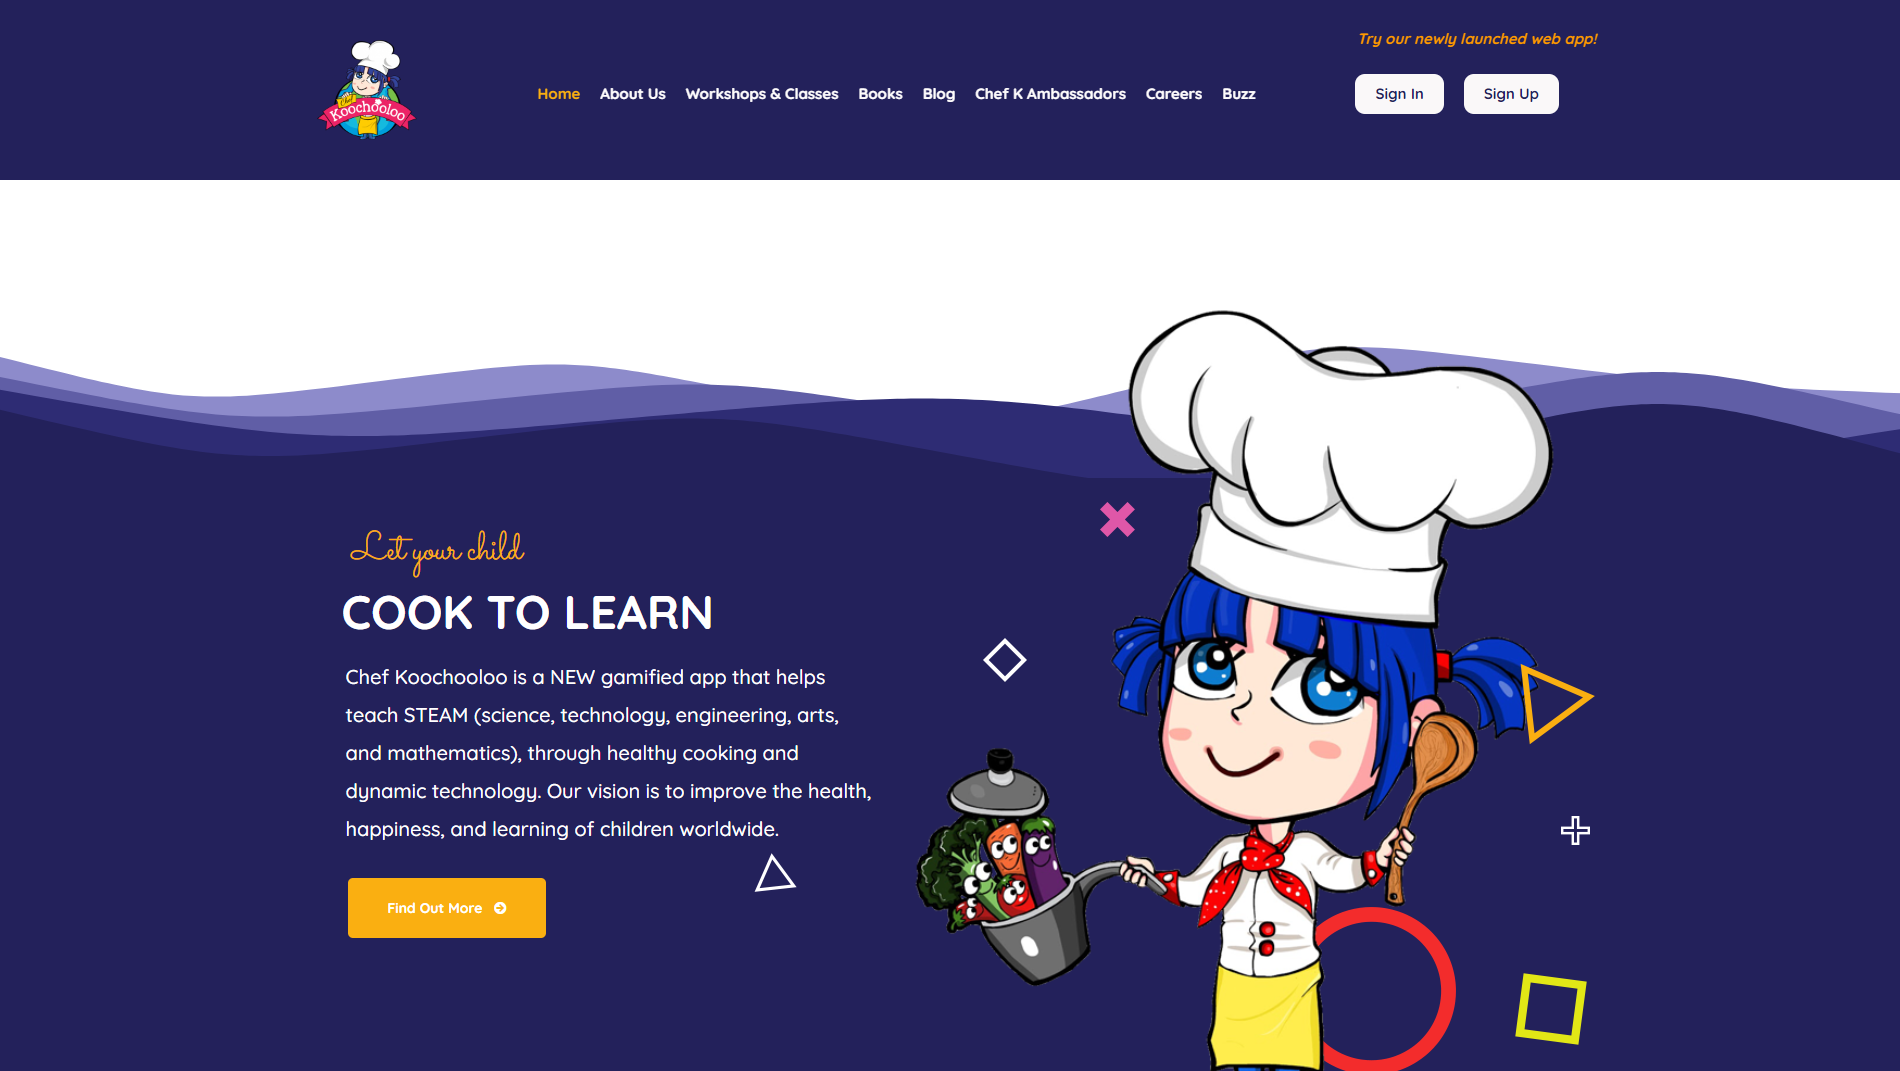 Try our newly launched web app!
Koochooloo
Home About Us Workshops & Classes Books Blog Chef K Ambassadors Careers Buzz
Sign In Sign Up
Let your child
COOK TO LEARN
Chef Koochooloo is a NEW gamified app that helps
teach STEAM (science, technology, engineering, arts,
and mathematics), through healthy cooking and
dynamic technology. Our vision is to improve the health,
happiness, and learning of children worldwide.
Find Out More